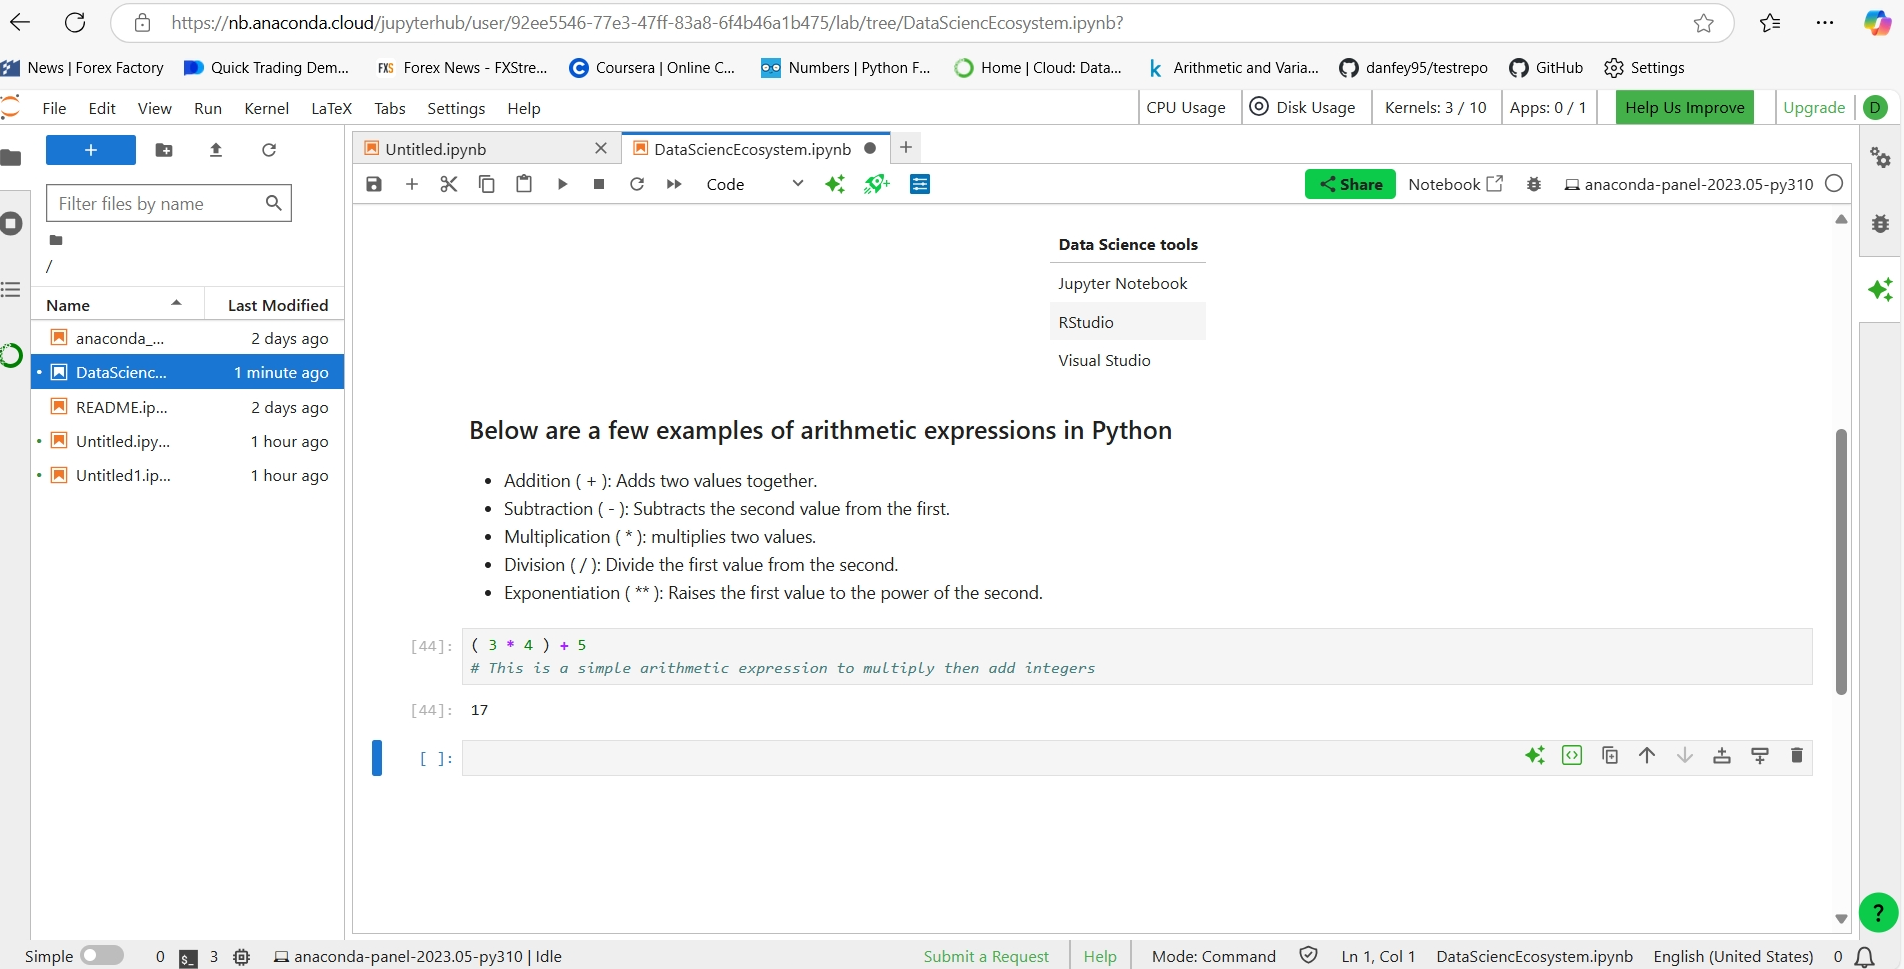 https://nb.anaconda.cloud/jupyterhub/user/92ee5546-77e3-47ff-83a8-6f4b46a1b475/lab/tree/DataSciencEcosystem.ipynb?
News | Forex Factory Quick Trading Dem... FXS Forex News - FXStre... Coursera | Online C... Numbers | Python F... Home | Cloud: Data... k Arithmetic and Varia... danfey95/testrepo GitHub Settings
File Edit View Run Kernel LaTeX Tabs Settings Help CPU Usage Disk Usage Kernels: 3 / 10 Apps: 0 / 1 Help Us Improve Upgrade D
+ Untitled.ipynb DataSciencEcosystem.ipynb
Code Share Notebook anaconda-panel-2023.05-py310
Filter files by name
/
Name Last Modified
anaconda_... 2 days ago
DataScienc... 1 minute ago
README.ip... 2 days ago
Untitled.ipy... 1 hour ago
Untitled1.ip... 1 hour ago
Data Science tools
Jupyter Notebook
RStudio
Visual Studio
Below are a few examples of arithmetic expressions in Python
• Addition ( + ): Adds two values together.
• Subtraction ( - ): Subtracts the second value from the first.
• Multiplication ( * ): multiplies two values.
• Division ( / ): Divide the first value from the second.
• Exponentiation ( ** ): Raises the first value to the power of the second.
[44]: ( 3 * 4 ) + 5
# This is a simple arithmetic expression to multiply then add integers
[44]: 17
[ ]:
?
Simple 0 $_ 3 anaconda-panel-2023.05-py310 | Idle Submit a Request Help Mode: Command Ln 1, Col 1 DataSciencEcosystem.ipynb English (United States) 0